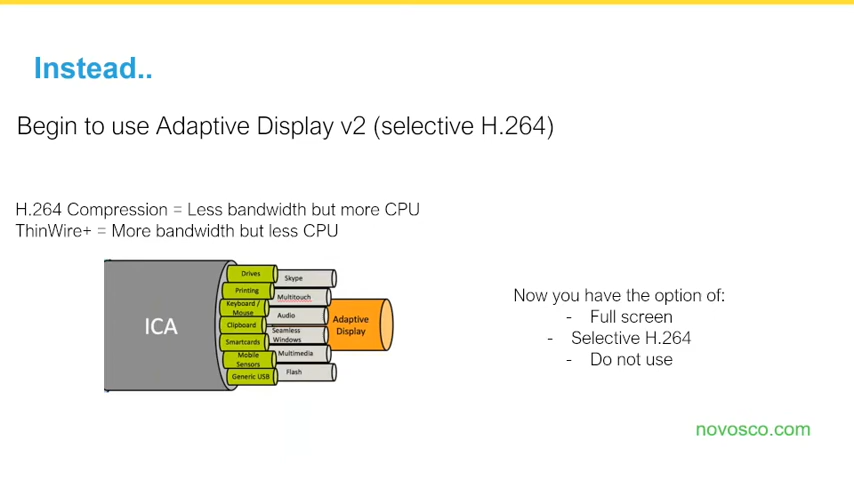 Instead..
Begin to use Adaptive Display v2 (selective H.264)
H.264 Compression = Less bandwidth but more CPU
ThinWire+ = More bandwidth but less CPU
ICA
Drives
Printing
Keyboard /
Mouse
Clipboard
Smartcards
Mobile
Sensors
Generic USB
Skype
Multitouch
Audio
Seamless
Windows
Multimedia
Flash
Adaptive
Display
Now you have the option of:
- Full screen
- Selective H.264
- Do not use
novosco.com